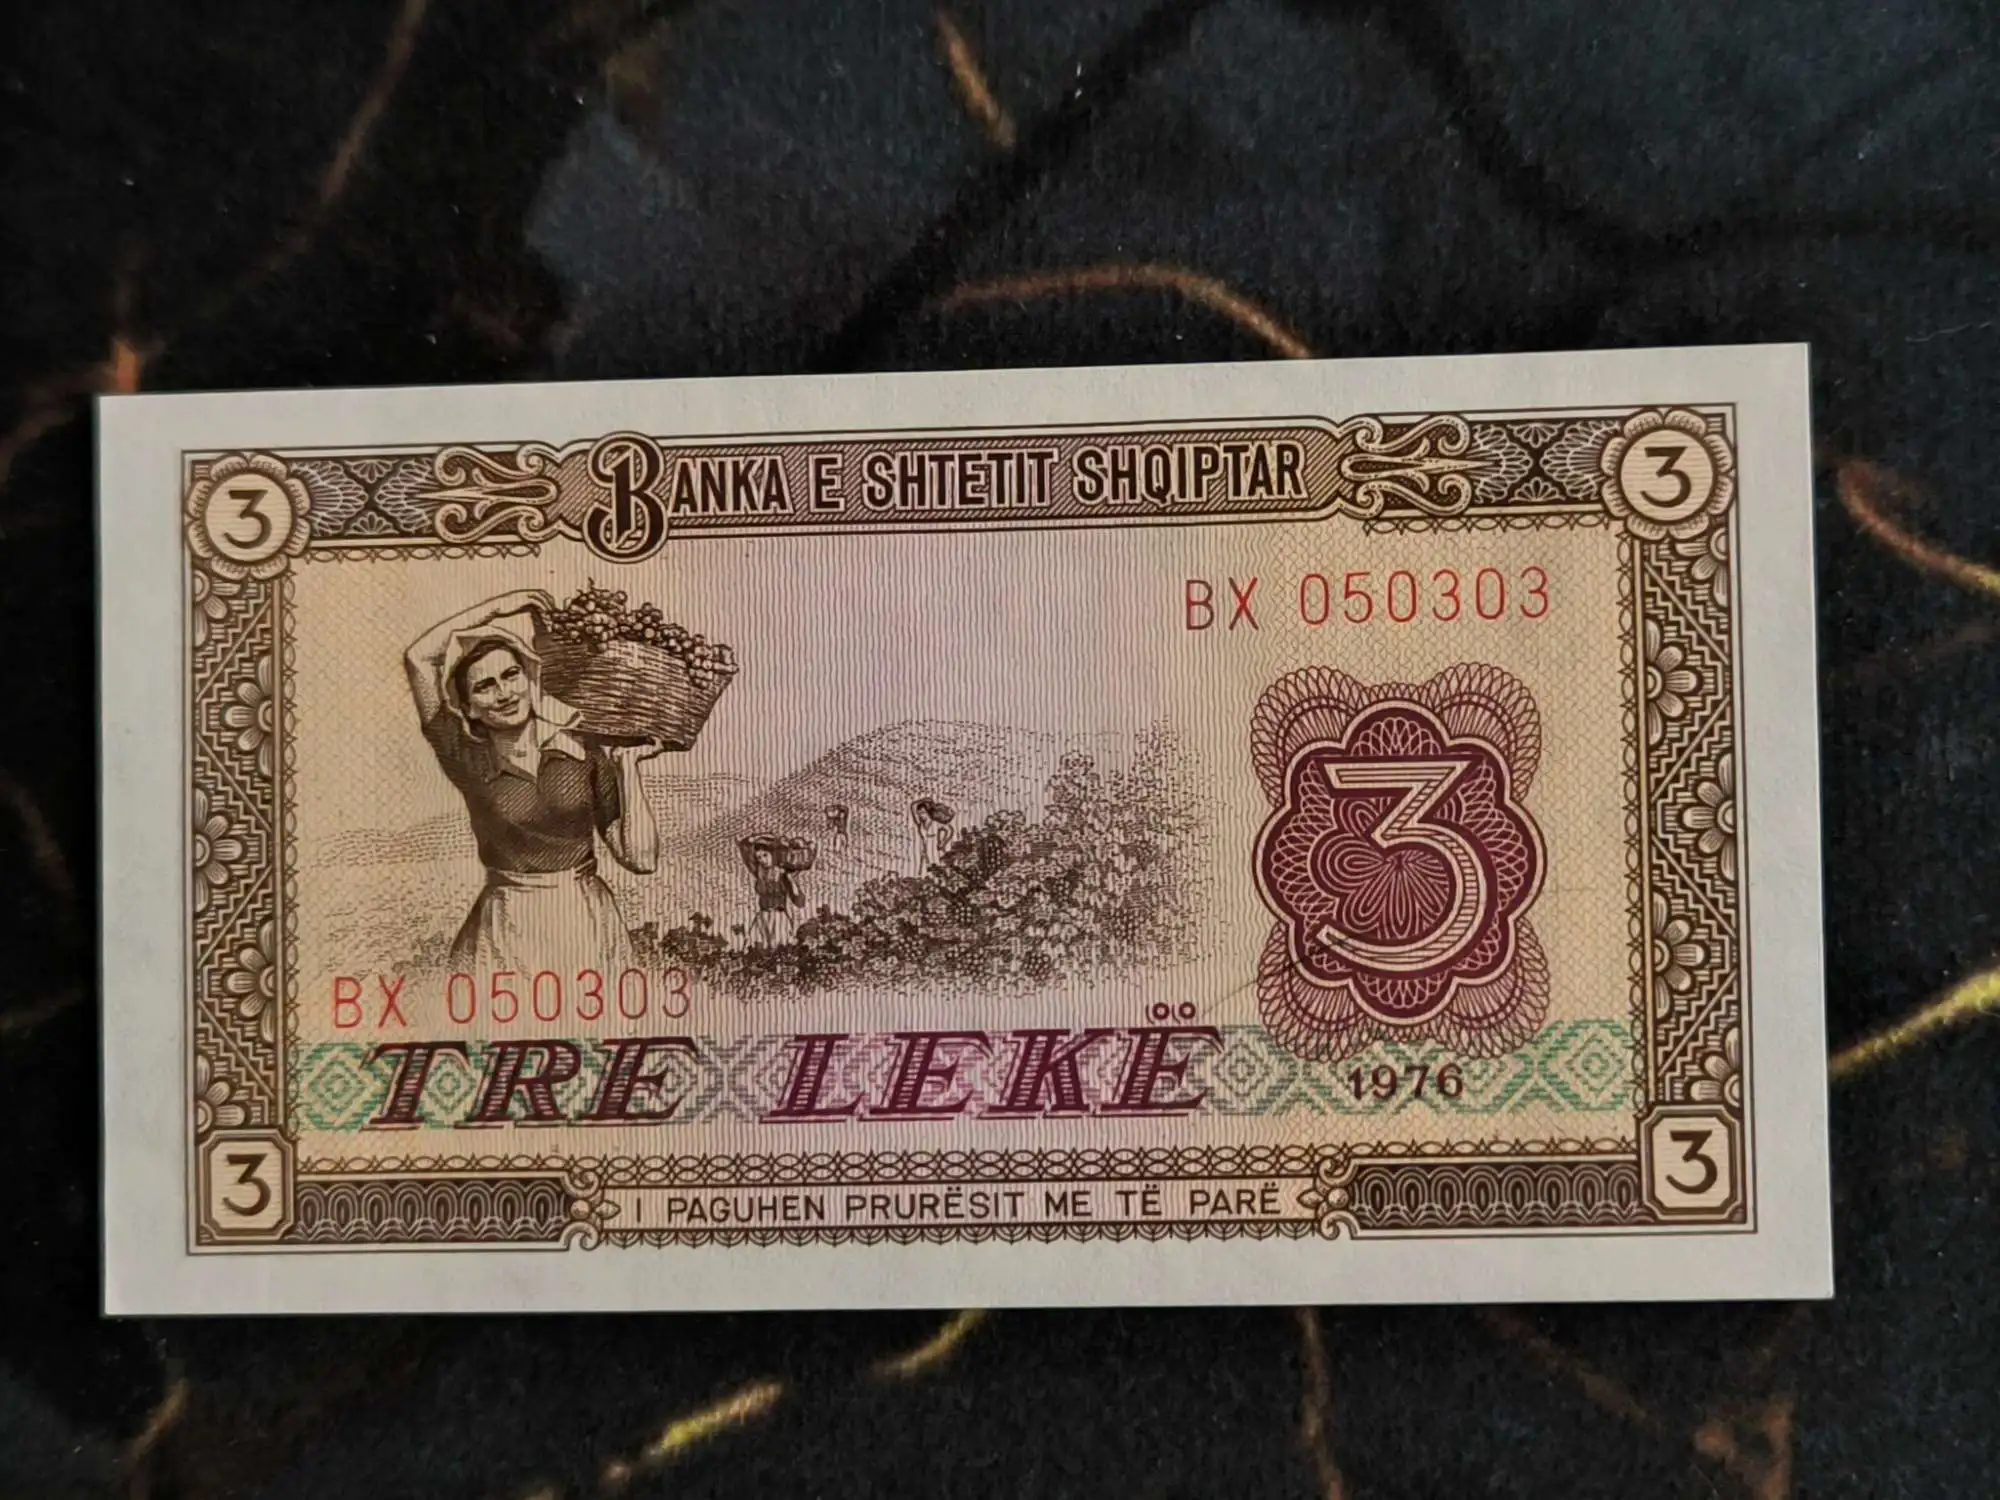 3 BANKA E SHTETIT SHQIPTAR 3
BX 050303
3
BX 050303
TRE LEKË
1976
3 I PAGUHEN PRURËSIT ME TË PARË 3